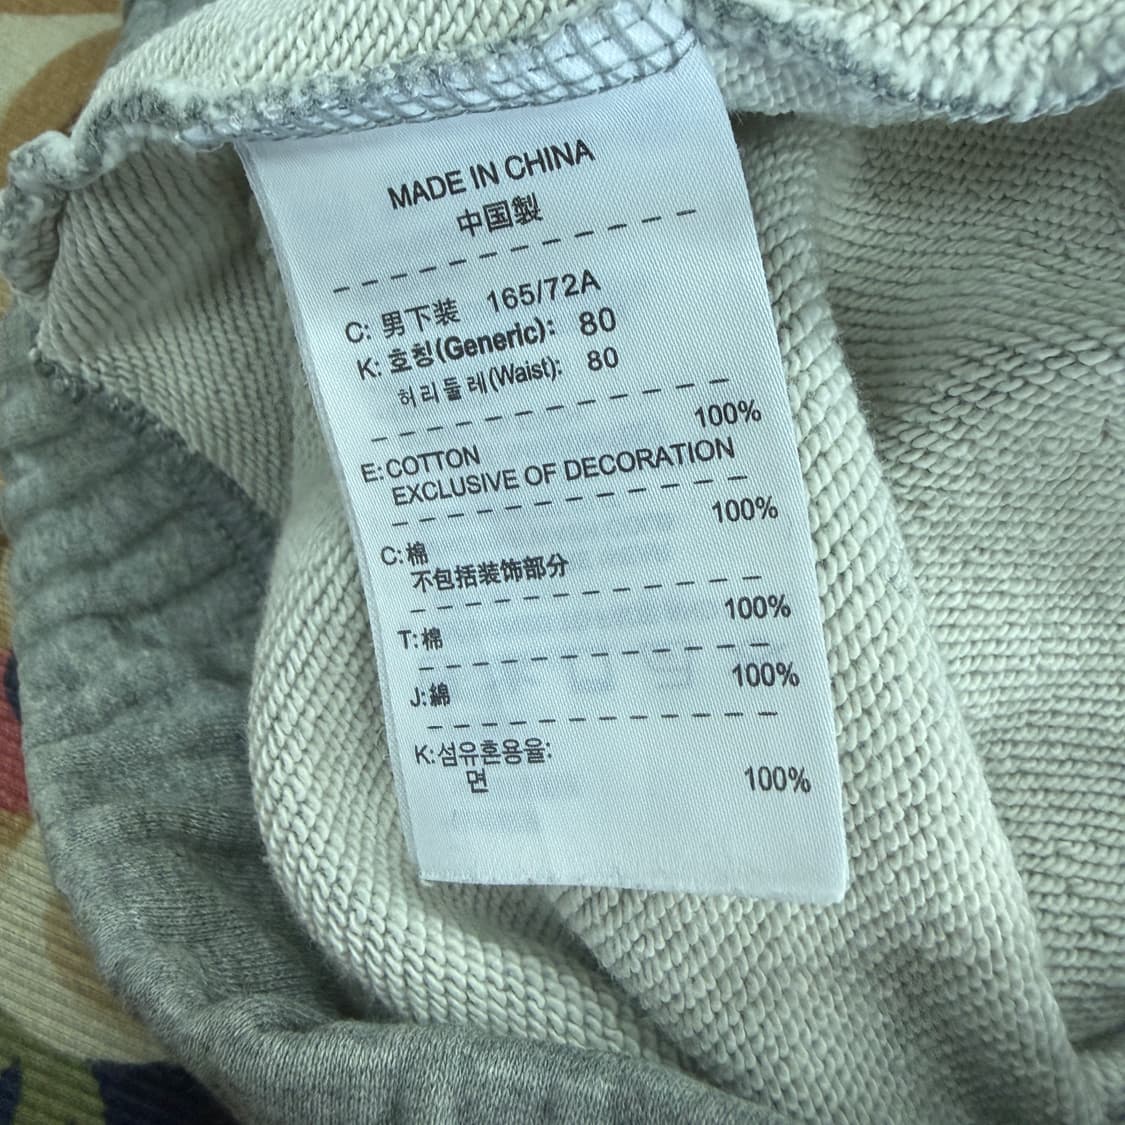 MADE IN CHINA
中国製
C: 男下装 165/72A
K: 호칭(Generic): 80
허리둘레(Waist): 80
E: COTTON 100%
EXCLUSIVE OF DECORATION
C: 棉 100%
不包括装饰部分
T: 棉 100%
J: 綿 100%
K: 섬유혼용율:
면 100%